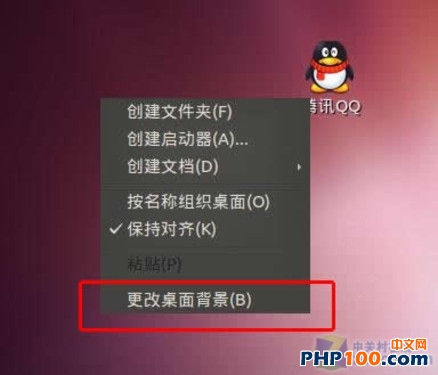 腾讯QQ
创建文件夹(F)
创建启动器(A)...
创建文档(D)
按名称组织桌面(O)
保持对齐(K)
粘贴(P)
更改桌面背景(B)
中关村
中文网
PHP100.com